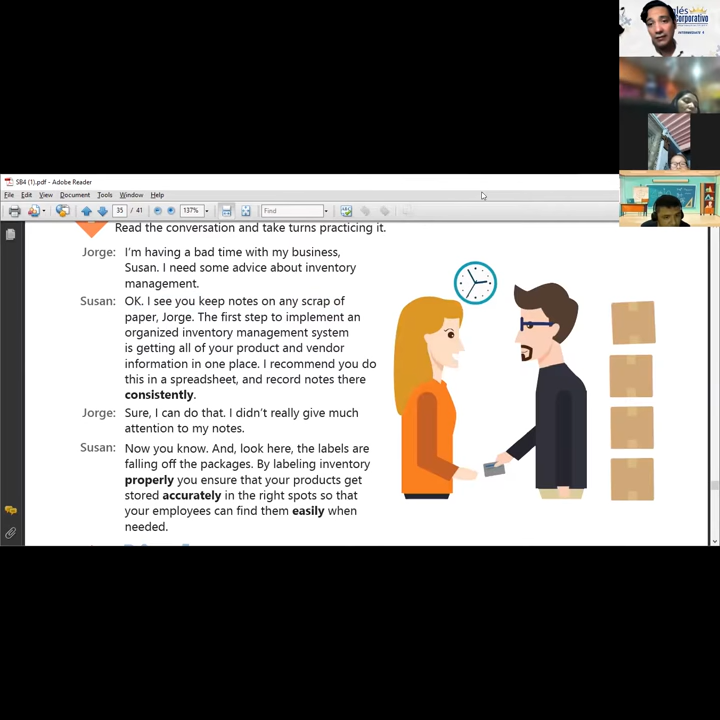 Inglés
Corporativo
INTERMEDIATE 4
SB4 (1).pdf - Adobe Reader
File Edit View Document Tools Window Help
35 / 41 137% Find
Read the conversation and take turns practicing it.
Jorge: I'm having a bad time with my business,
Susan. I need some advice about inventory
management.
Susan: OK. I see you keep notes on any scrap of
paper, Jorge. The first step to implement an
organized inventory management system
is getting all of your product and vendor
information in one place. I recommend you do
this in a spreadsheet, and record notes there
consistently.
Jorge: Sure, I can do that. I didn't really give much
attention to my notes.
Susan: Now you know. And, look here, the labels are
falling off the packages. By labeling inventory
properly you ensure that your products get
stored accurately in the right spots so that
your employees can find them easily when
needed.